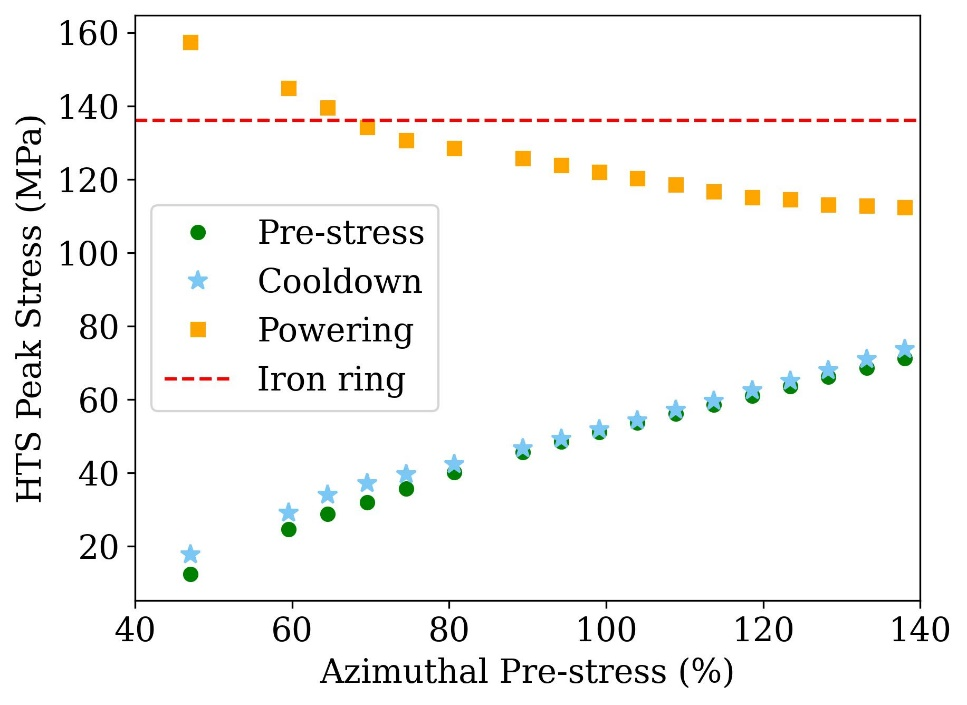 160
140
120
100
80
60
40
20
HTS Peak Stress (MPa)
Pre-stress
Cooldown
Powering
Iron ring
40 60 80 100 120 140
Azimuthal Pre-stress (%)